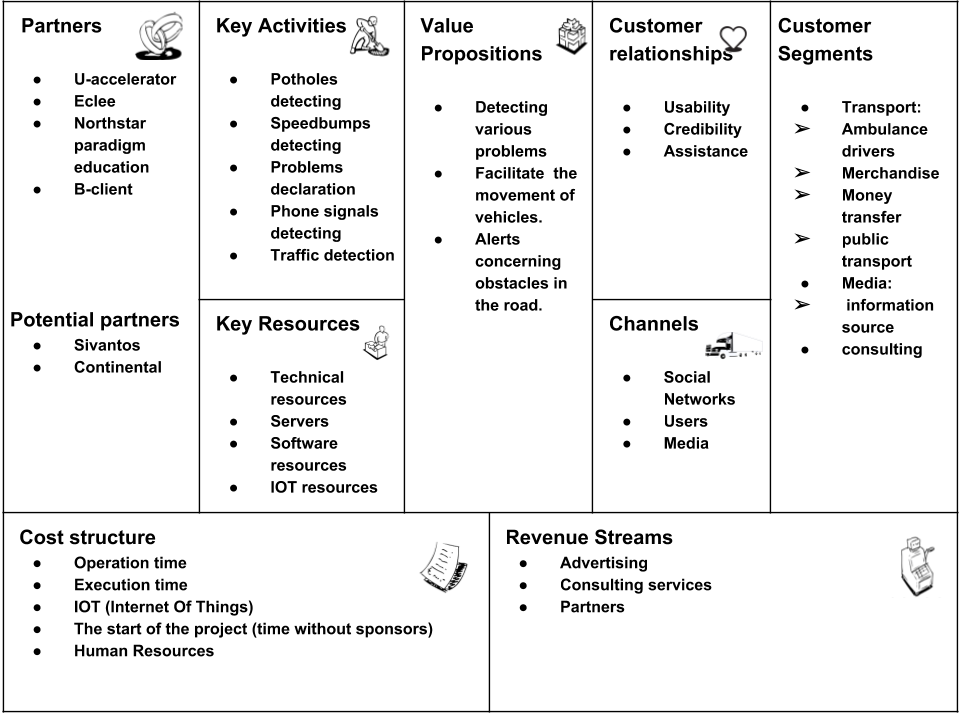 Partners
● U-accelerator
● Eclee
● Northstar
paradigm
education
● B-client
Potential partners
● Sivantos
● Continental
Key Activities
● Potholes
detecting
● Speedbumps
detecting
● Problems
declaration
● Phone signals
detecting
● Traffic detection
Key Resources
● Technical
resources
● Servers
● Software
resources
● IOT resources
Value
Propositions
● Detecting
various
problems
● Facilitate the
movement of
vehicles.
● Alerts
concerning
obstacles in
the road.
Customer
relationships
● Usability
● Credibility
● Assistance
Channels
● Social
Networks
● Users
● Media
Customer
Segments
● Transport:
➢ Ambulance
drivers
➢ Merchandise
➢ Money
transfer
➢ public
transport
● Media:
➢ information
source
● consulting
Cost structure
● Operation time
● Execution time
● IOT (Internet Of Things)
● The start of the project (time without sponsors)
● Human Resources
Revenue Streams
● Advertising
● Consulting services
● Partners